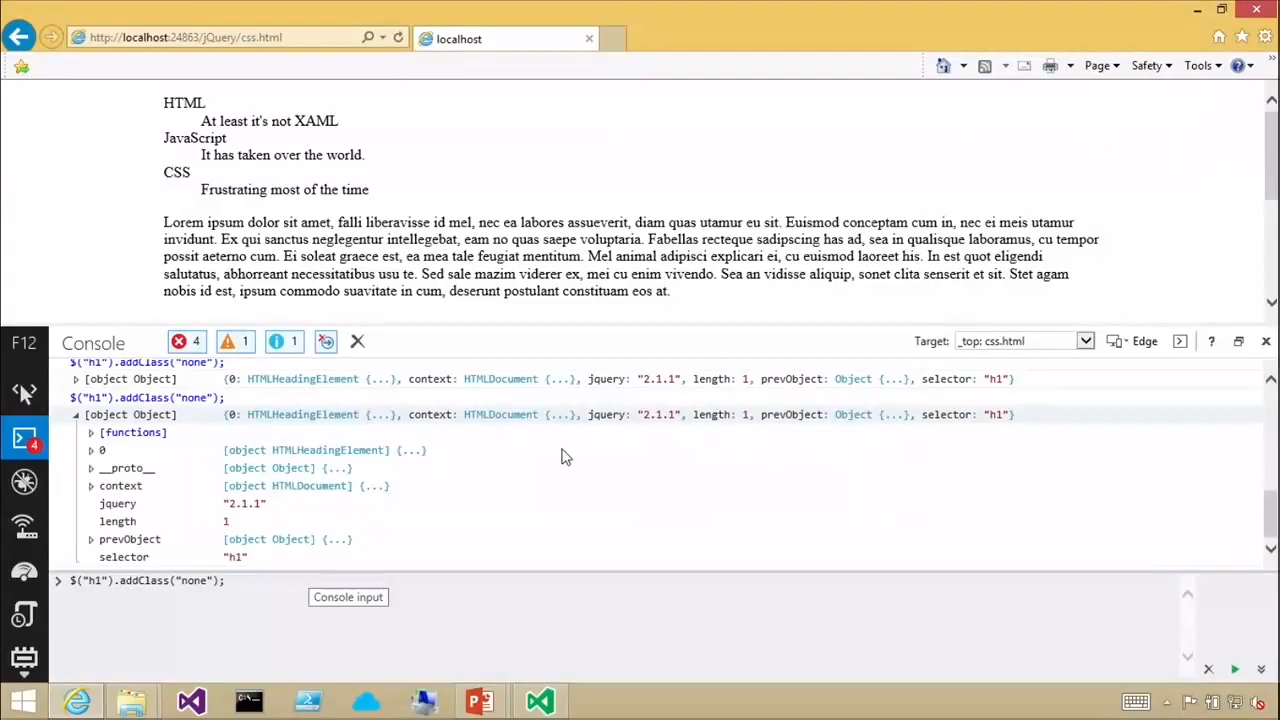 http://localhost:24863/jQuery/css.html
localhost
Page
Safety
Tools
HTML
At least it's not XAML
JavaScript
It has taken over the world.
CSS
Frustrating most of the time
Lorem ipsum dolor sit amet, falli liberavisse id mel, nec ea labores assueverit, diam quas utamur eu sit. Euismod conceptam cum in, nec ei meis utamur
invidunt. Ex qui sanctus neglegentur intellegebat, eam no quas saepe voluptaria. Fabellas recteque sadipscing has ad, sea in qualisque laboramus, cu tempor
possit aeterno cum. Ei soleat graece est, ea mea tale feugiat mentitum. Mel animal adipisci explicari ei, cu euismod laoreet his. In est quot eligendi
salutatus, abhorreant necessitatibus usu te. Sed sale mazim viderer ex, mei cu enim vivendo. Sea an vidisse aliquip, sonet clita senserit et sit. Stet agam
nobis id est, ipsum commodo suavitate in cum, deserunt postulant constituam eos at.
F12 Console 4 1 1 Target: _top: css.html Edge ?
$("h1").addClass("none");
[object Object] {0: HTMLHeadingElement {...}, context: HTMLDocument {...}, jquery: "2.1.1", length: 1, prevObject: Object {...}, selector: "h1"}
$("h1").addClass("none");
[object Object] {0: HTMLHeadingElement {...}, context: HTMLDocument {...}, jquery: "2.1.1", length: 1, prevObject: Object {...}, selector: "h1"}
[functions]
0 [object HTMLHeadingElement] {...}
__proto__ [object Object] {...}
context [object HTMLDocument] {...}
jquery "2.1.1"
length 1
prevObject [object Object] {...}
selector "h1"
4
$("h1").addClass("none");
Console input